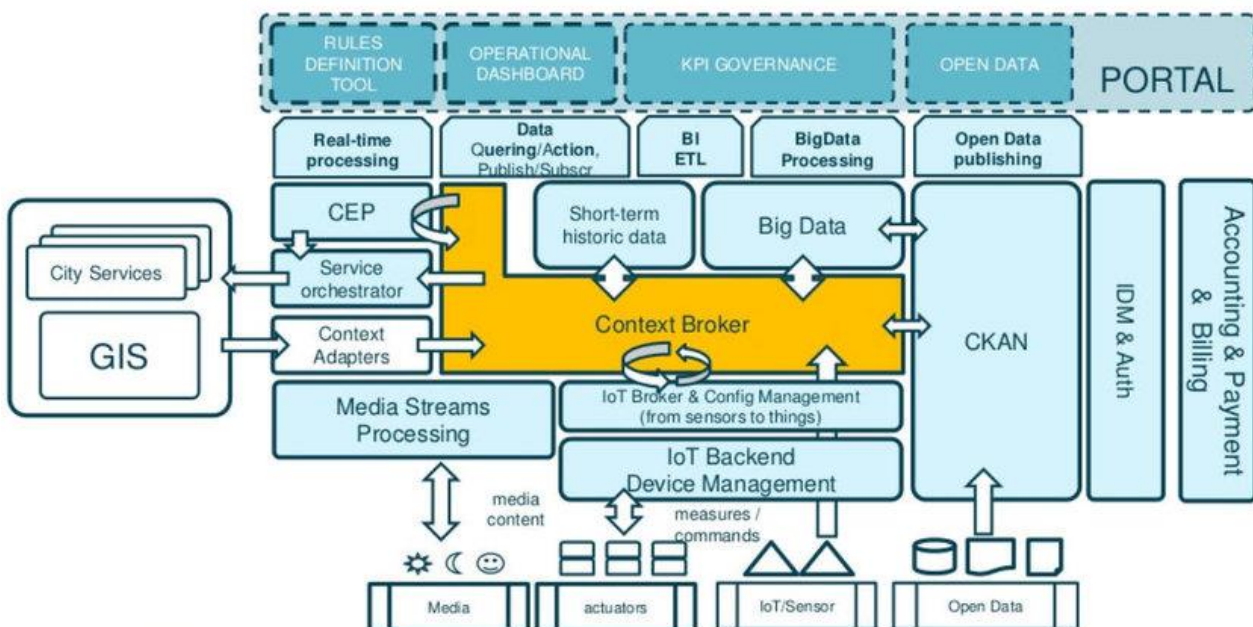 RULES
DEFINITION
TOOL
OPERATIONAL
DASHBOARD
KPI GOVERNANCE
OPEN DATA
PORTAL
Real-time
processing
Data
Quering/Action,
Publish/Subscr
BI
ETL
BigData
Processing
Open Data
publishing
CEP
Short-term
historic data
Big Data
City Services
Service
orchestrator
GIS
Context
Adapters
Context Broker
CKAN
IDM & Auth
Accounting & Payment
& Billing
Media Streams
Processing
IoT Broker & Config Management
(from sensors to things)
IoT Backend
Device Management
media
content
measures /
commands
Media
actuators
IoT/Sensor
Open Data